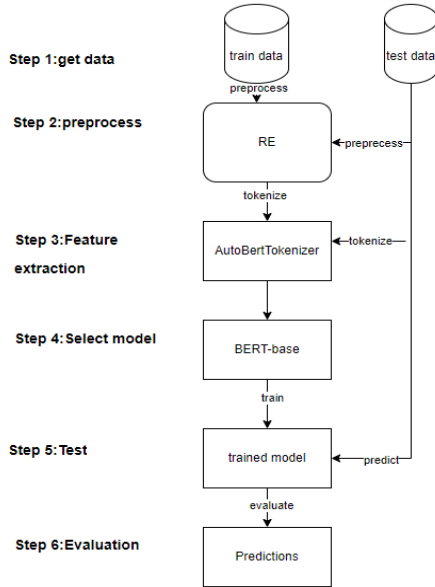 train data
test data
Step 1:get data
preprocess
Step 2:preprocess
RE
preprecess
tokenize
Step 3:Feature
extraction
AutoBertTokenizer
tokenize
Step 4:Select model
BERT-base
train
Step 5:Test
trained model
predict
evaluate
Step 6:Evaluation
Predictions